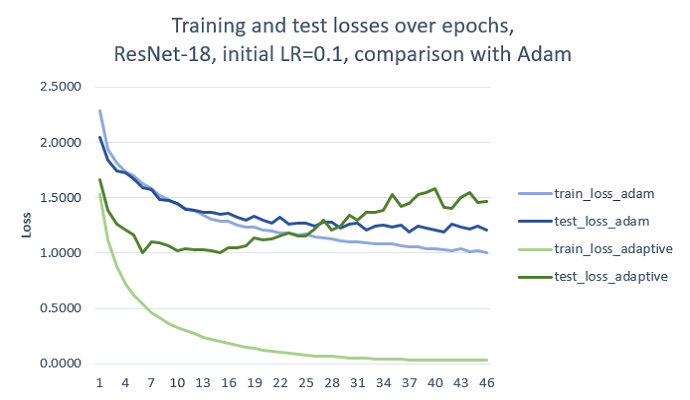 Training and test losses over epochs,
ResNet-18, initial LR=0.1, comparison with Adam
2.5000
2.0000
1.5000
1.0000
0.5000
0.0000
Loss
1 4 7 10 13 16 19 22 25 28 31 34 37 40 43 46
train_loss_adam
test_loss_adam
train_loss_adaptive
test_loss_adaptive